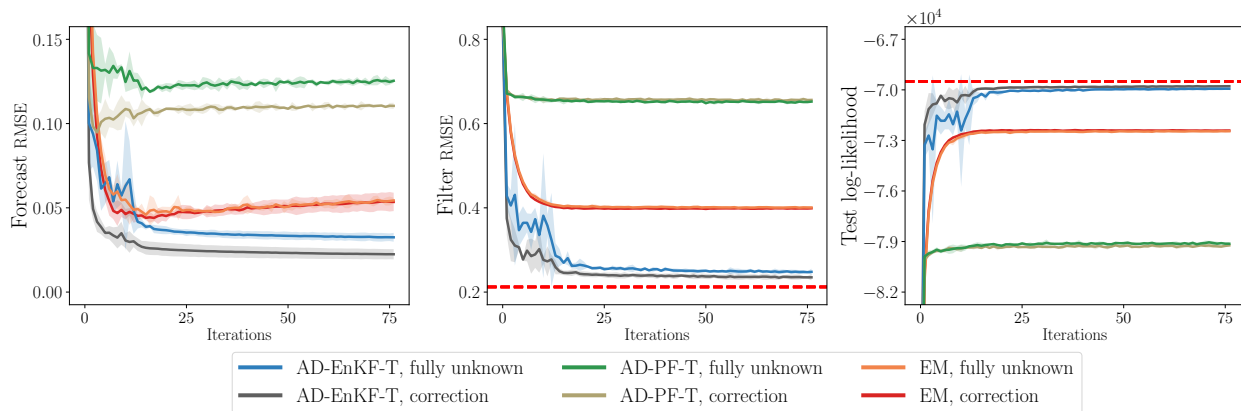 0.15
0.10
0.05
0.00
Forecast RMSE
0
25
50
75
Iterations
0.8
0.6
0.4
0.2
Filter RMSE
0
25
50
75
Iterations
×10⁴
−6.7
−7.0
−7.3
−7.6
−7.9
−8.2
Test log-likelihood
0
25
50
75
Iterations
AD-EnKF-T, fully unknown
AD-EnKF-T, correction
AD-PF-T, fully unknown
AD-PF-T, correction
EM, fully unknown
EM, correction